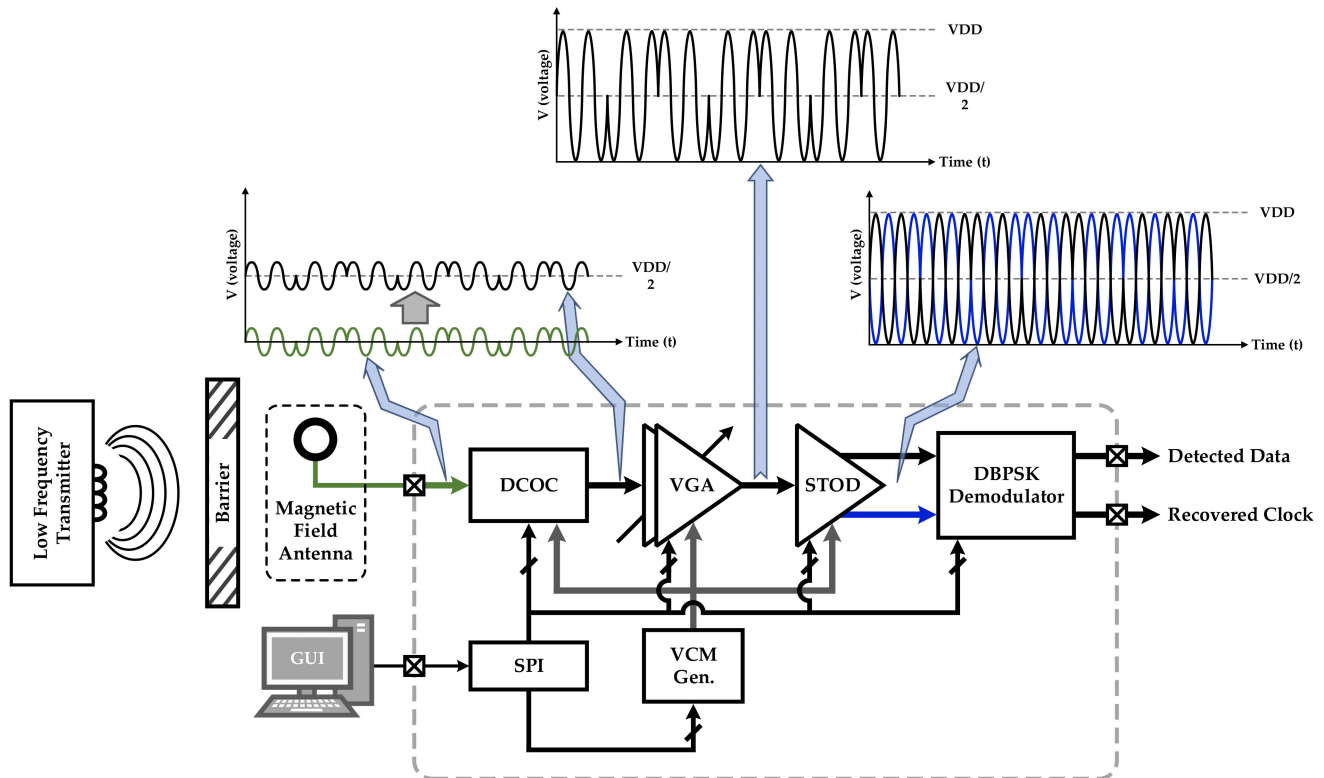 VDD
VDD/
2
V (voltage)
Time (t)
VDD/
2
V (voltage)
Time (t)
VDD
VDD/2
V (voltage)
Time (t)
Low Frequency
Transmitter
Barrier
Magnetic
Field
Antenna
DCOC
VGA
STOD
DBPSK
Demodulator
Detected Data
Recovered Clock
GUI
SPI
VCM
Gen.